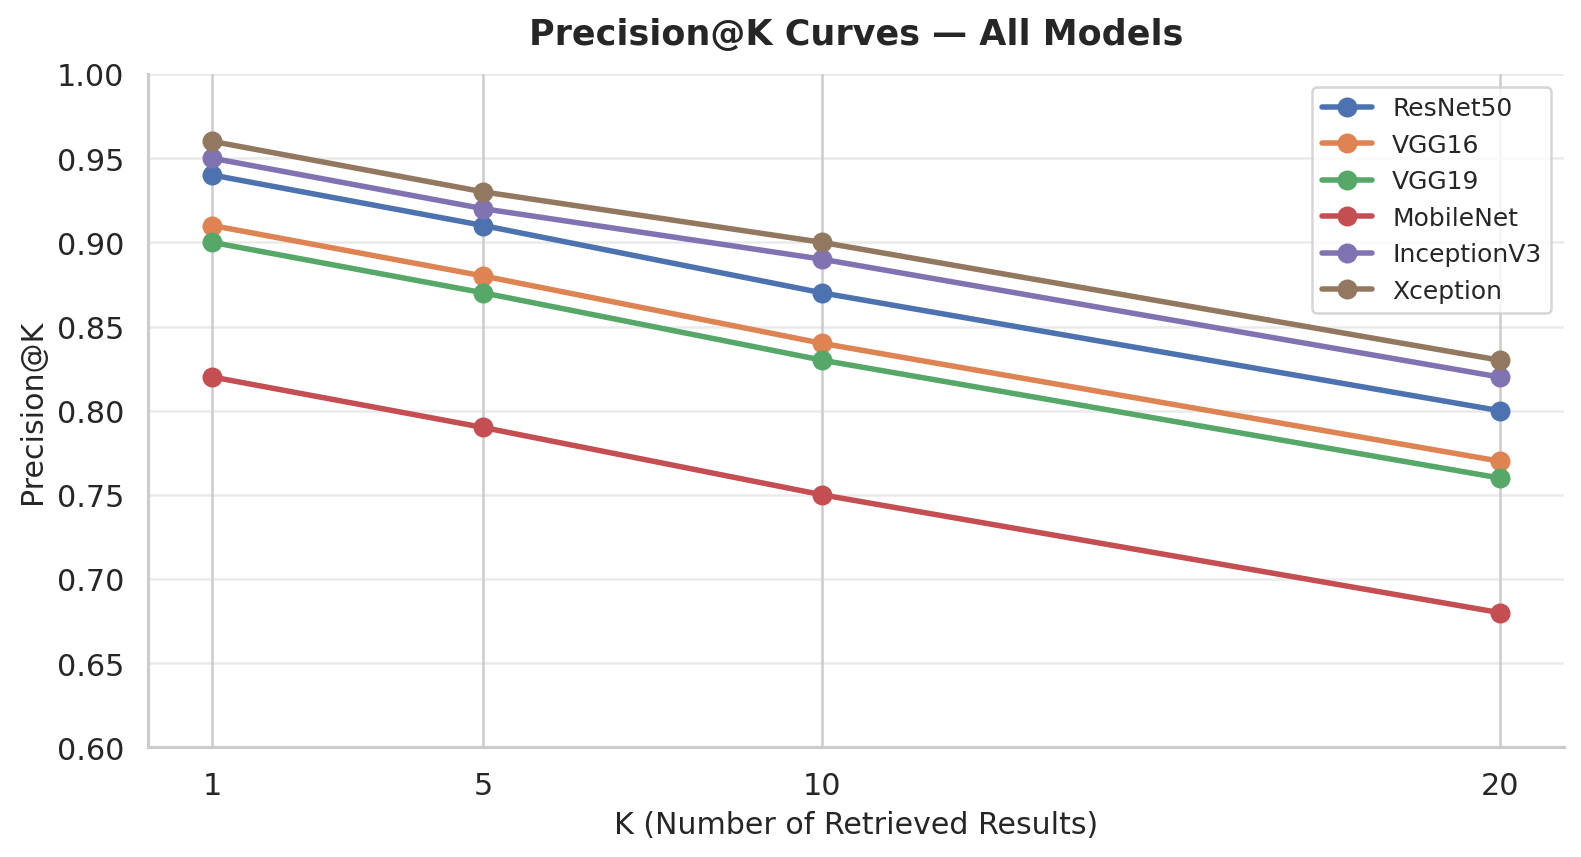 Precision@K Curves — All Models
1.00
0.95
0.90
0.85
0.80
0.75
0.70
0.65
0.60
Precision@K
1 5 10 20
K (Number of Retrieved Results)
ResNet50
VGG16
VGG19
MobileNet
InceptionV3
Xception